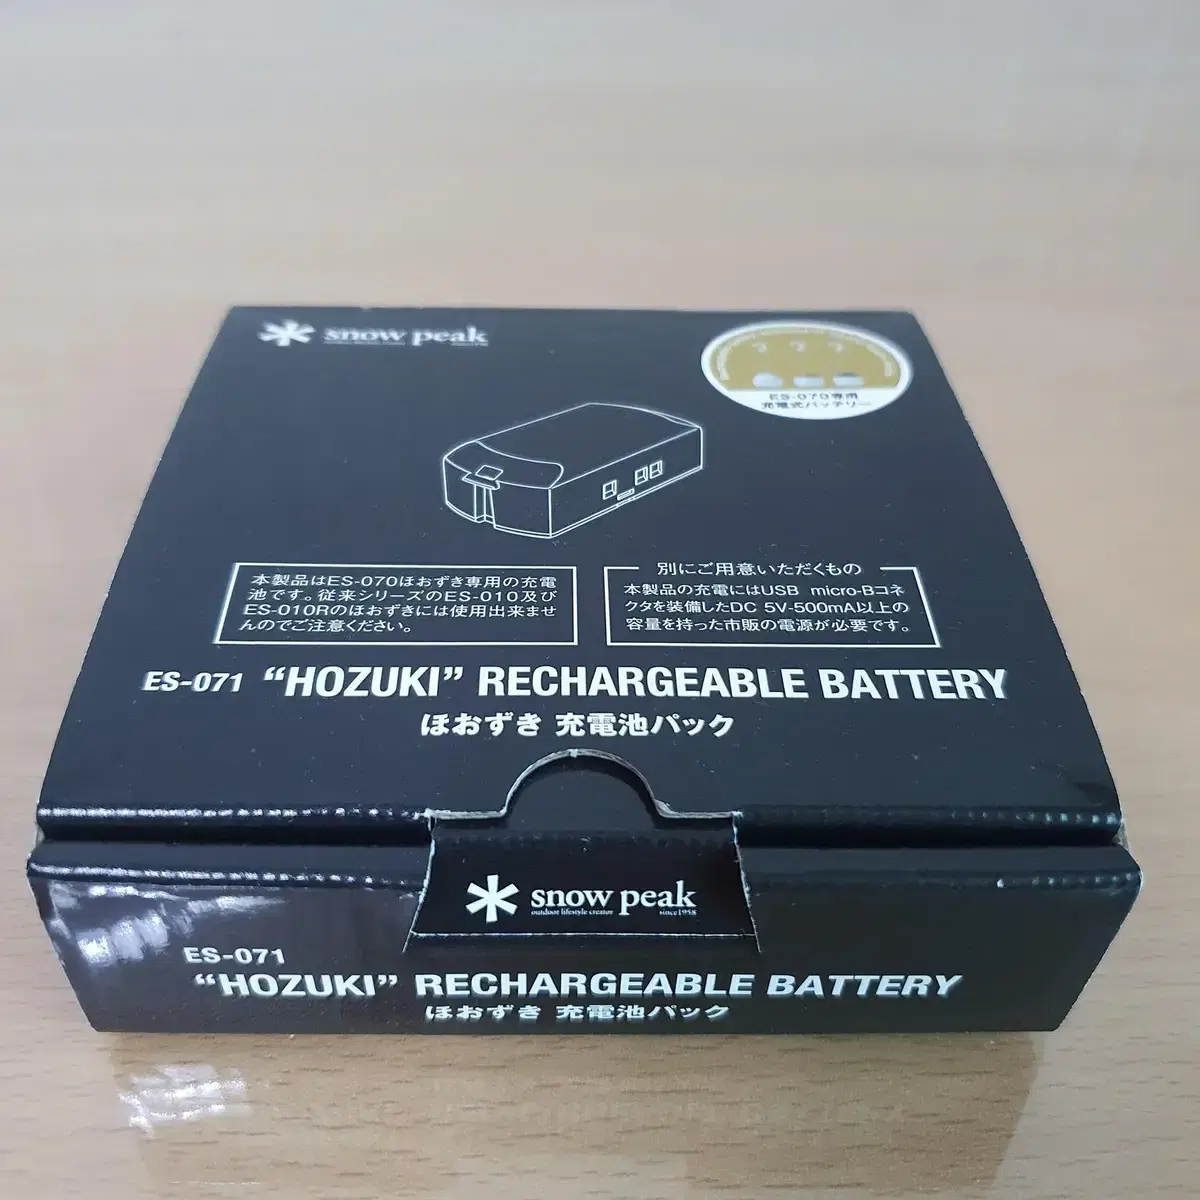 snow peak
ES-070専用
充電式バッテリー
本製品はES-070ほおずき専用の充電
池です。従来シリーズのES-010及び
ES-010Rのほおずきには使用出来ませ
んのでご注意ください。
別にご用意いただくもの
本製品の充電にはUSB micro-Bコネ
クタを装備したDC 5V-500mA以上の
容量を持った市販の電源が必要です。
ES-071 “HOZUKI” RECHARGEABLE BATTERY
ほおずき 充電池パック
snow peak
outdoor lifestyle creator since1958
ES-071
“HOZUKI” RECHARGEABLE BATTERY
ほおずき 充電池パック